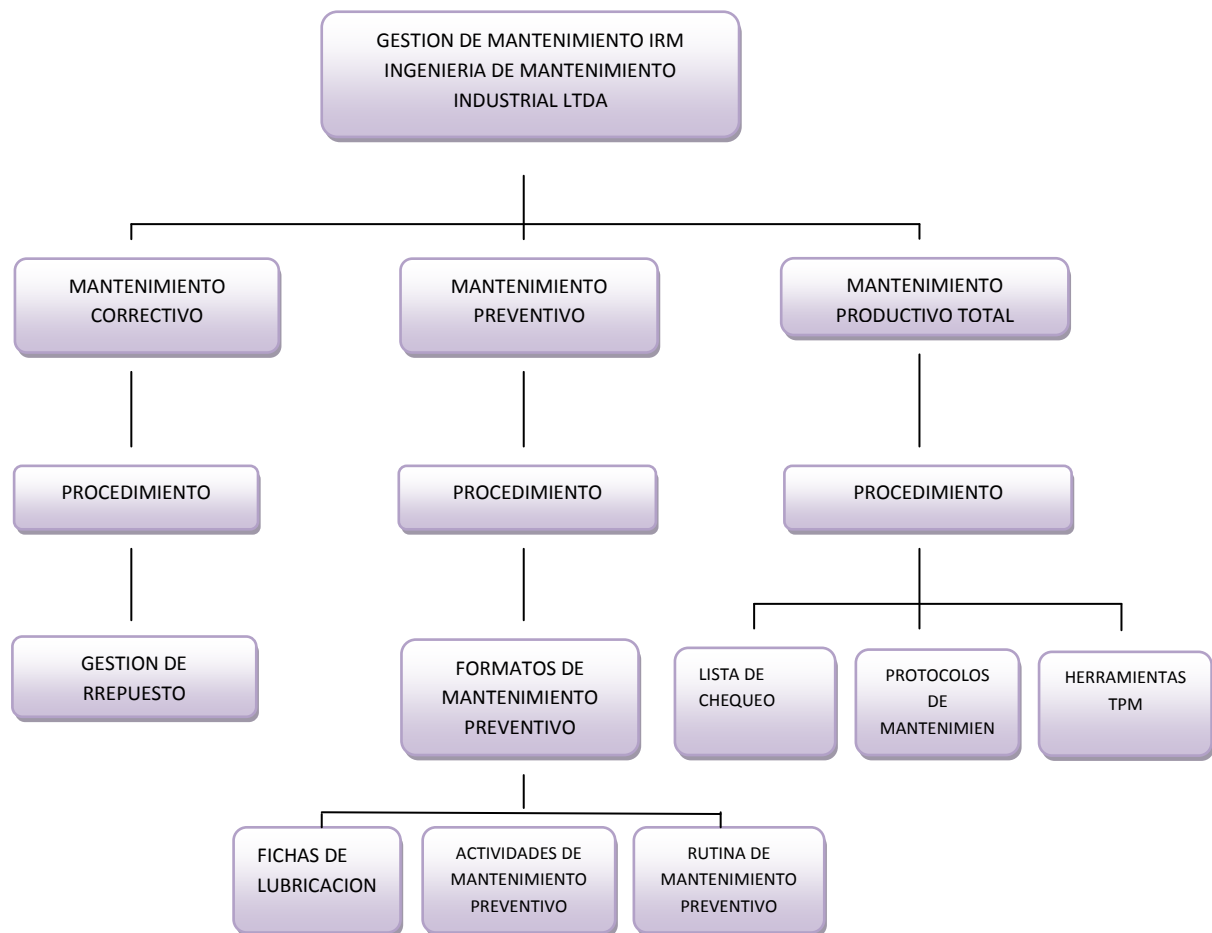 GESTION DE MANTENIMIENTO IRM
INGENIERIA DE MANTENIMIENTO
INDUSTRIAL LTDA
MANTENIMIENTO
CORRECTIVO
MANTENIMIENTO
PREVENTIVO
MANTENIMIENTO
PRODUCTIVO TOTAL
PROCEDIMIENTO
PROCEDIMIENTO
PROCEDIMIENTO
GESTION DE
RREPUESTO
FORMATOS DE
MANTENIMIENTO
PREVENTIVO
LISTA DE
CHEQUEO
PROTOCOLOS
DE
MANTENIMIEN
HERRAMIENTAS
TPM
FICHAS DE
LUBRICACION
ACTIVIDADES DE
MANTENIMIENTO
PREVENTIVO
RUTINA DE
MANTENIMIENTO
PREVENTIVO